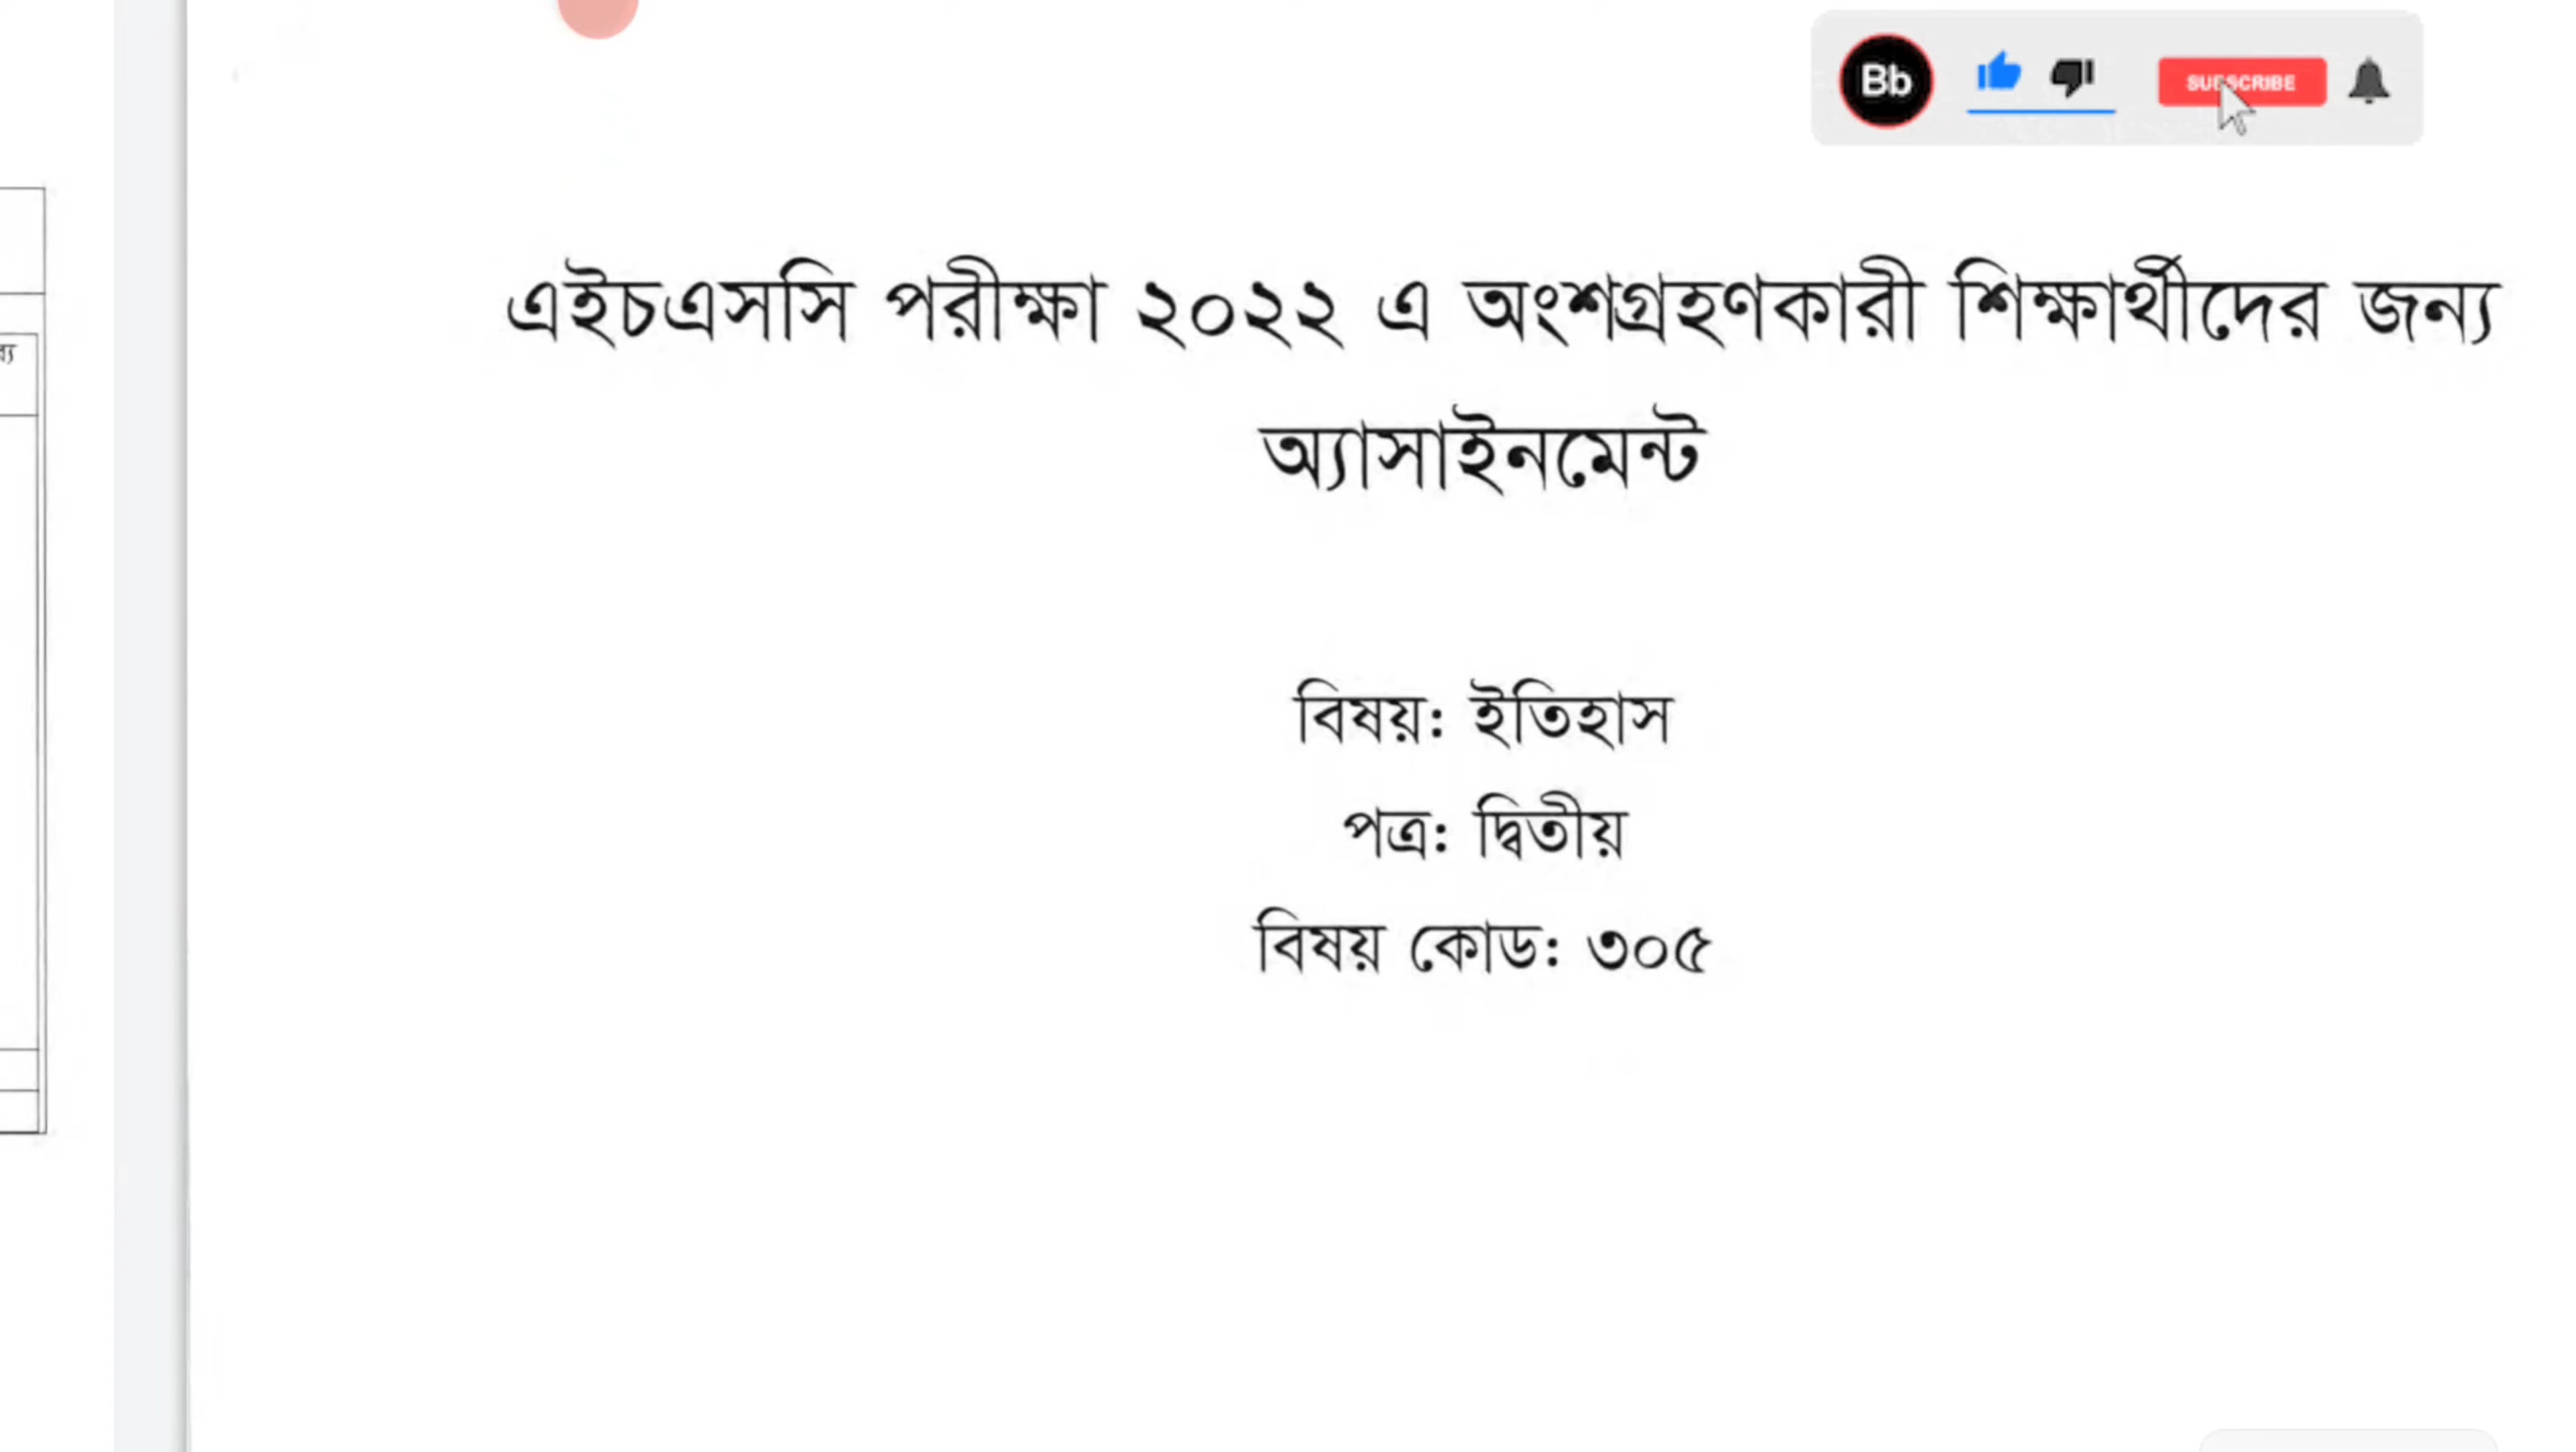 Bb SUBSCRIBE
এইচএসসি পরীক্ষা ২০২২ এ অংশগ্রহণকারী শিক্ষার্থীদের জন্য
অ্যাসাইনমেন্ট
বিষয়: ইতিহাস
পত্র: দ্বিতীয়
বিষয় কোড: ৩০৫